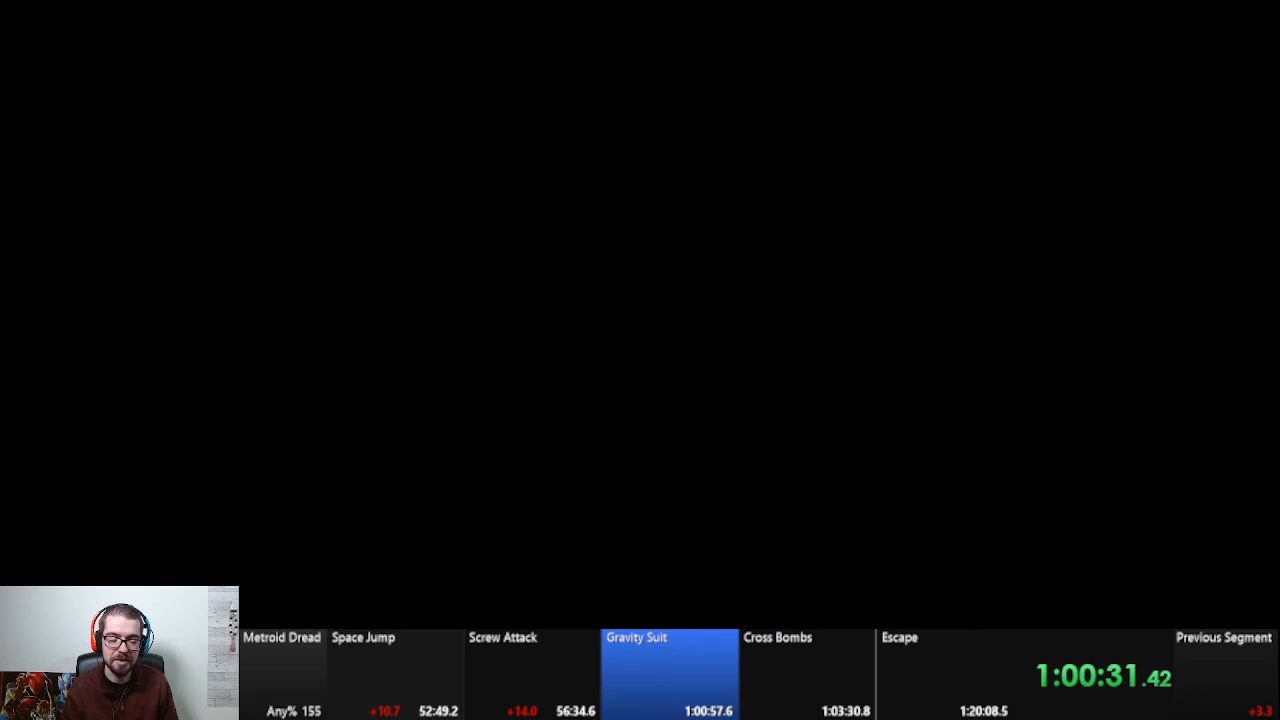 Metroid Dread
Any% 155
Space Jump
+10.7 52:49.2
Screw Attack
+14.0 56:34.6
Gravity Suit
1:00:57.6
Cross Bombs
1:03:30.8
Escape
1:20:08.5
1:00:31.42
Previous Segment
+3.3